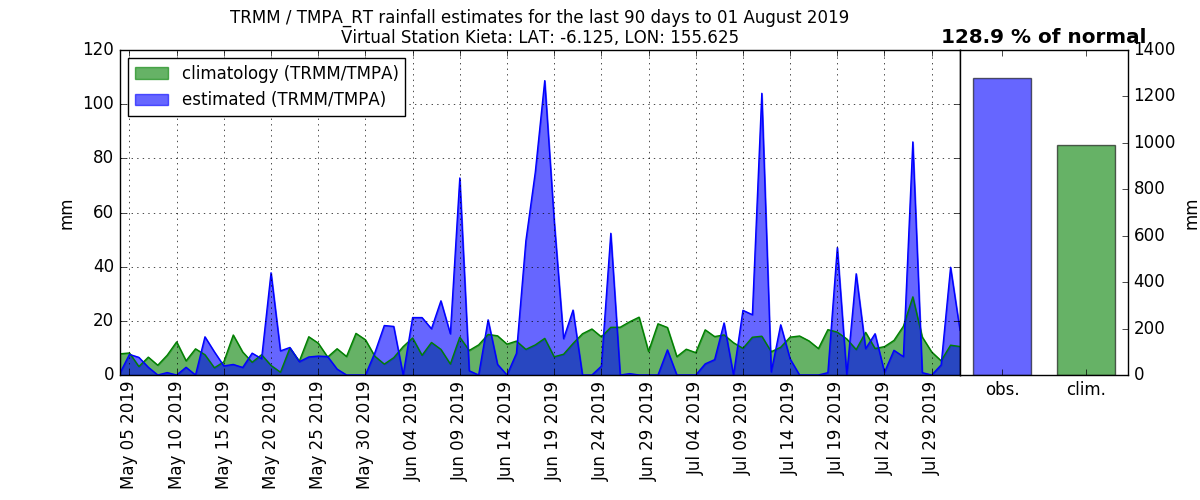 TRMM / TMPA_RT rainfall estimates for the last 90 days to 01 August 2019
Virtual Station Kieta: LAT: -6.125, LON: 155.625
128.9 % of normal
climatology (TRMM/TMPA)
estimated (TRMM/TMPA)
mm
120
100
80
60
40
20
0
May 05 2019
May 10 2019
May 15 2019
May 20 2019
May 25 2019
May 30 2019
Jun 04 2019
Jun 09 2019
Jun 14 2019
Jun 19 2019
Jun 24 2019
Jun 29 2019
Jul 04 2019
Jul 09 2019
Jul 14 2019
Jul 19 2019
Jul 24 2019
Jul 29 2019
obs.
clim.
1400
1200
1000
800
600
400
200
0
mm